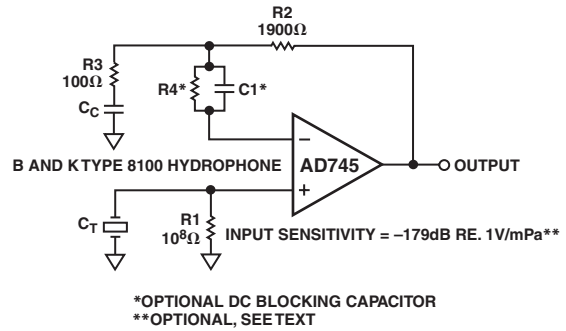 R2
1900Ω
R3
100Ω
R4*
C1*
CC
B AND K TYPE 8100 HYDROPHONE
AD745
OUTPUT
CT
R1
10⁸Ω
INPUT SENSITIVITY = –179dB RE. 1V/mPa**
*OPTIONAL DC BLOCKING CAPACITOR
**OPTIONAL, SEE TEXT